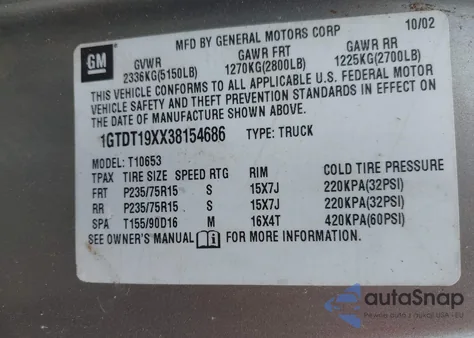 MFD BY GENERAL MOTORS CORP 10/02
GM GVWR GAWR FRT GAWR RR
2336KG(5150LB) 1270KG(2800LB) 1225KG(2700LB)
THIS VEHICLE CONFORMS TO ALL APPLICABLE U.S. FEDERAL MOTOR
VEHICLE SAFETY AND THEFT PREVENTION STANDARDS IN EFFECT ON
THE DATE OF MANUFACTURE SHOWN ABOVE.
1GTDT19XX38154686 TYPE: TRUCK
MODEL: T10653
TPAX TIRE SIZE SPEED RTG RIM COLD TIRE PRESSURE
FRT P235/75R15 S 15X7J 220KPA(32PSI)
RR P235/75R15 S 15X7J 220KPA(32PSI)
SPA T155/90D16 M 16X4T 420KPA(60PSI)
SEE OWNER'S MANUAL FOR MORE INFORMATION.
autoSnap